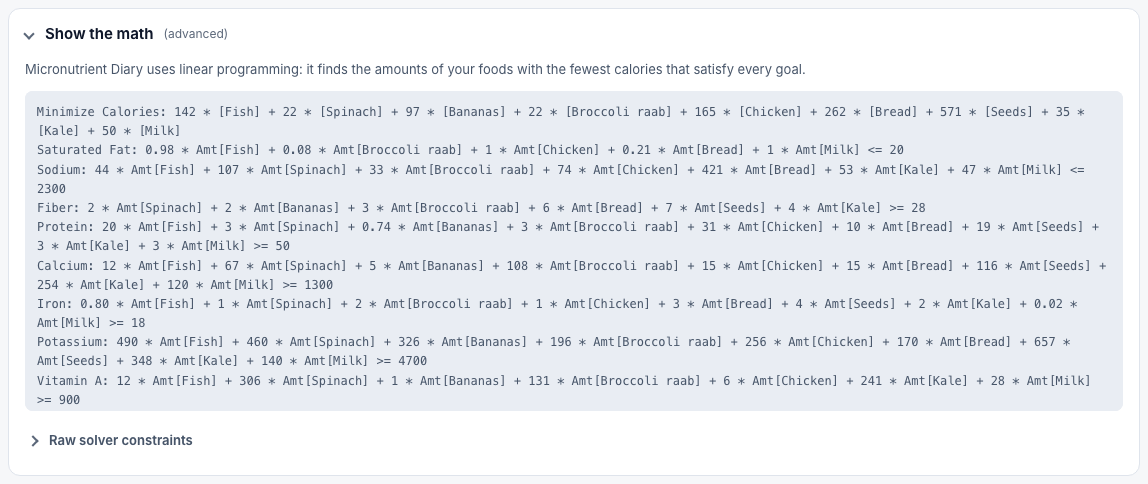 Show the math (advanced)
Micronutrient Diary uses linear programming: it finds the amounts of your foods with the fewest calories that satisfy every goal.
Minimize Calories: 142 * [Fish] + 22 * [Spinach] + 97 * [Bananas] + 22 * [Broccoli raab] + 165 * [Chicken] + 262 * [Bread] + 571 * [Seeds] + 35 *
[Kale] + 50 * [Milk]
Saturated Fat: 0.98 * Amt[Fish] + 0.08 * Amt[Broccoli raab] + 1 * Amt[Chicken] + 0.21 * Amt[Bread] + 1 * Amt[Milk] <= 20
Sodium: 44 * Amt[Fish] + 107 * Amt[Spinach] + 33 * Amt[Broccoli raab] + 74 * Amt[Chicken] + 421 * Amt[Bread] + 53 * Amt[Kale] + 47 * Amt[Milk] <=
2300
Fiber: 2 * Amt[Spinach] + 2 * Amt[Bananas] + 3 * Amt[Broccoli raab] + 6 * Amt[Bread] + 7 * Amt[Seeds] + 4 * Amt[Kale] >= 28
Protein: 20 * Amt[Fish] + 3 * Amt[Spinach] + 0.74 * Amt[Bananas] + 3 * Amt[Broccoli raab] + 31 * Amt[Chicken] + 10 * Amt[Bread] + 19 * Amt[Seeds] +
3 * Amt[Kale] + 3 * Amt[Milk] >= 50
Calcium: 12 * Amt[Fish] + 67 * Amt[Spinach] + 5 * Amt[Bananas] + 108 * Amt[Broccoli raab] + 15 * Amt[Chicken] + 15 * Amt[Bread] + 116 * Amt[Seeds] +
254 * Amt[Kale] + 120 * Amt[Milk] >= 1300
Iron: 0.80 * Amt[Fish] + 1 * Amt[Spinach] + 2 * Amt[Broccoli raab] + 1 * Amt[Chicken] + 3 * Amt[Bread] + 4 * Amt[Seeds] + 2 * Amt[Kale] + 0.02 *
Amt[Milk] >= 18
Potassium: 490 * Amt[Fish] + 460 * Amt[Spinach] + 326 * Amt[Bananas] + 196 * Amt[Broccoli raab] + 256 * Amt[Chicken] + 170 * Amt[Bread] + 657 *
Amt[Seeds] + 348 * Amt[Kale] + 140 * Amt[Milk] >= 4700
Vitamin A: 12 * Amt[Fish] + 306 * Amt[Spinach] + 1 * Amt[Bananas] + 131 * Amt[Broccoli raab] + 6 * Amt[Chicken] + 241 * Amt[Kale] + 28 * Amt[Milk]
>= 900
Raw solver constraints